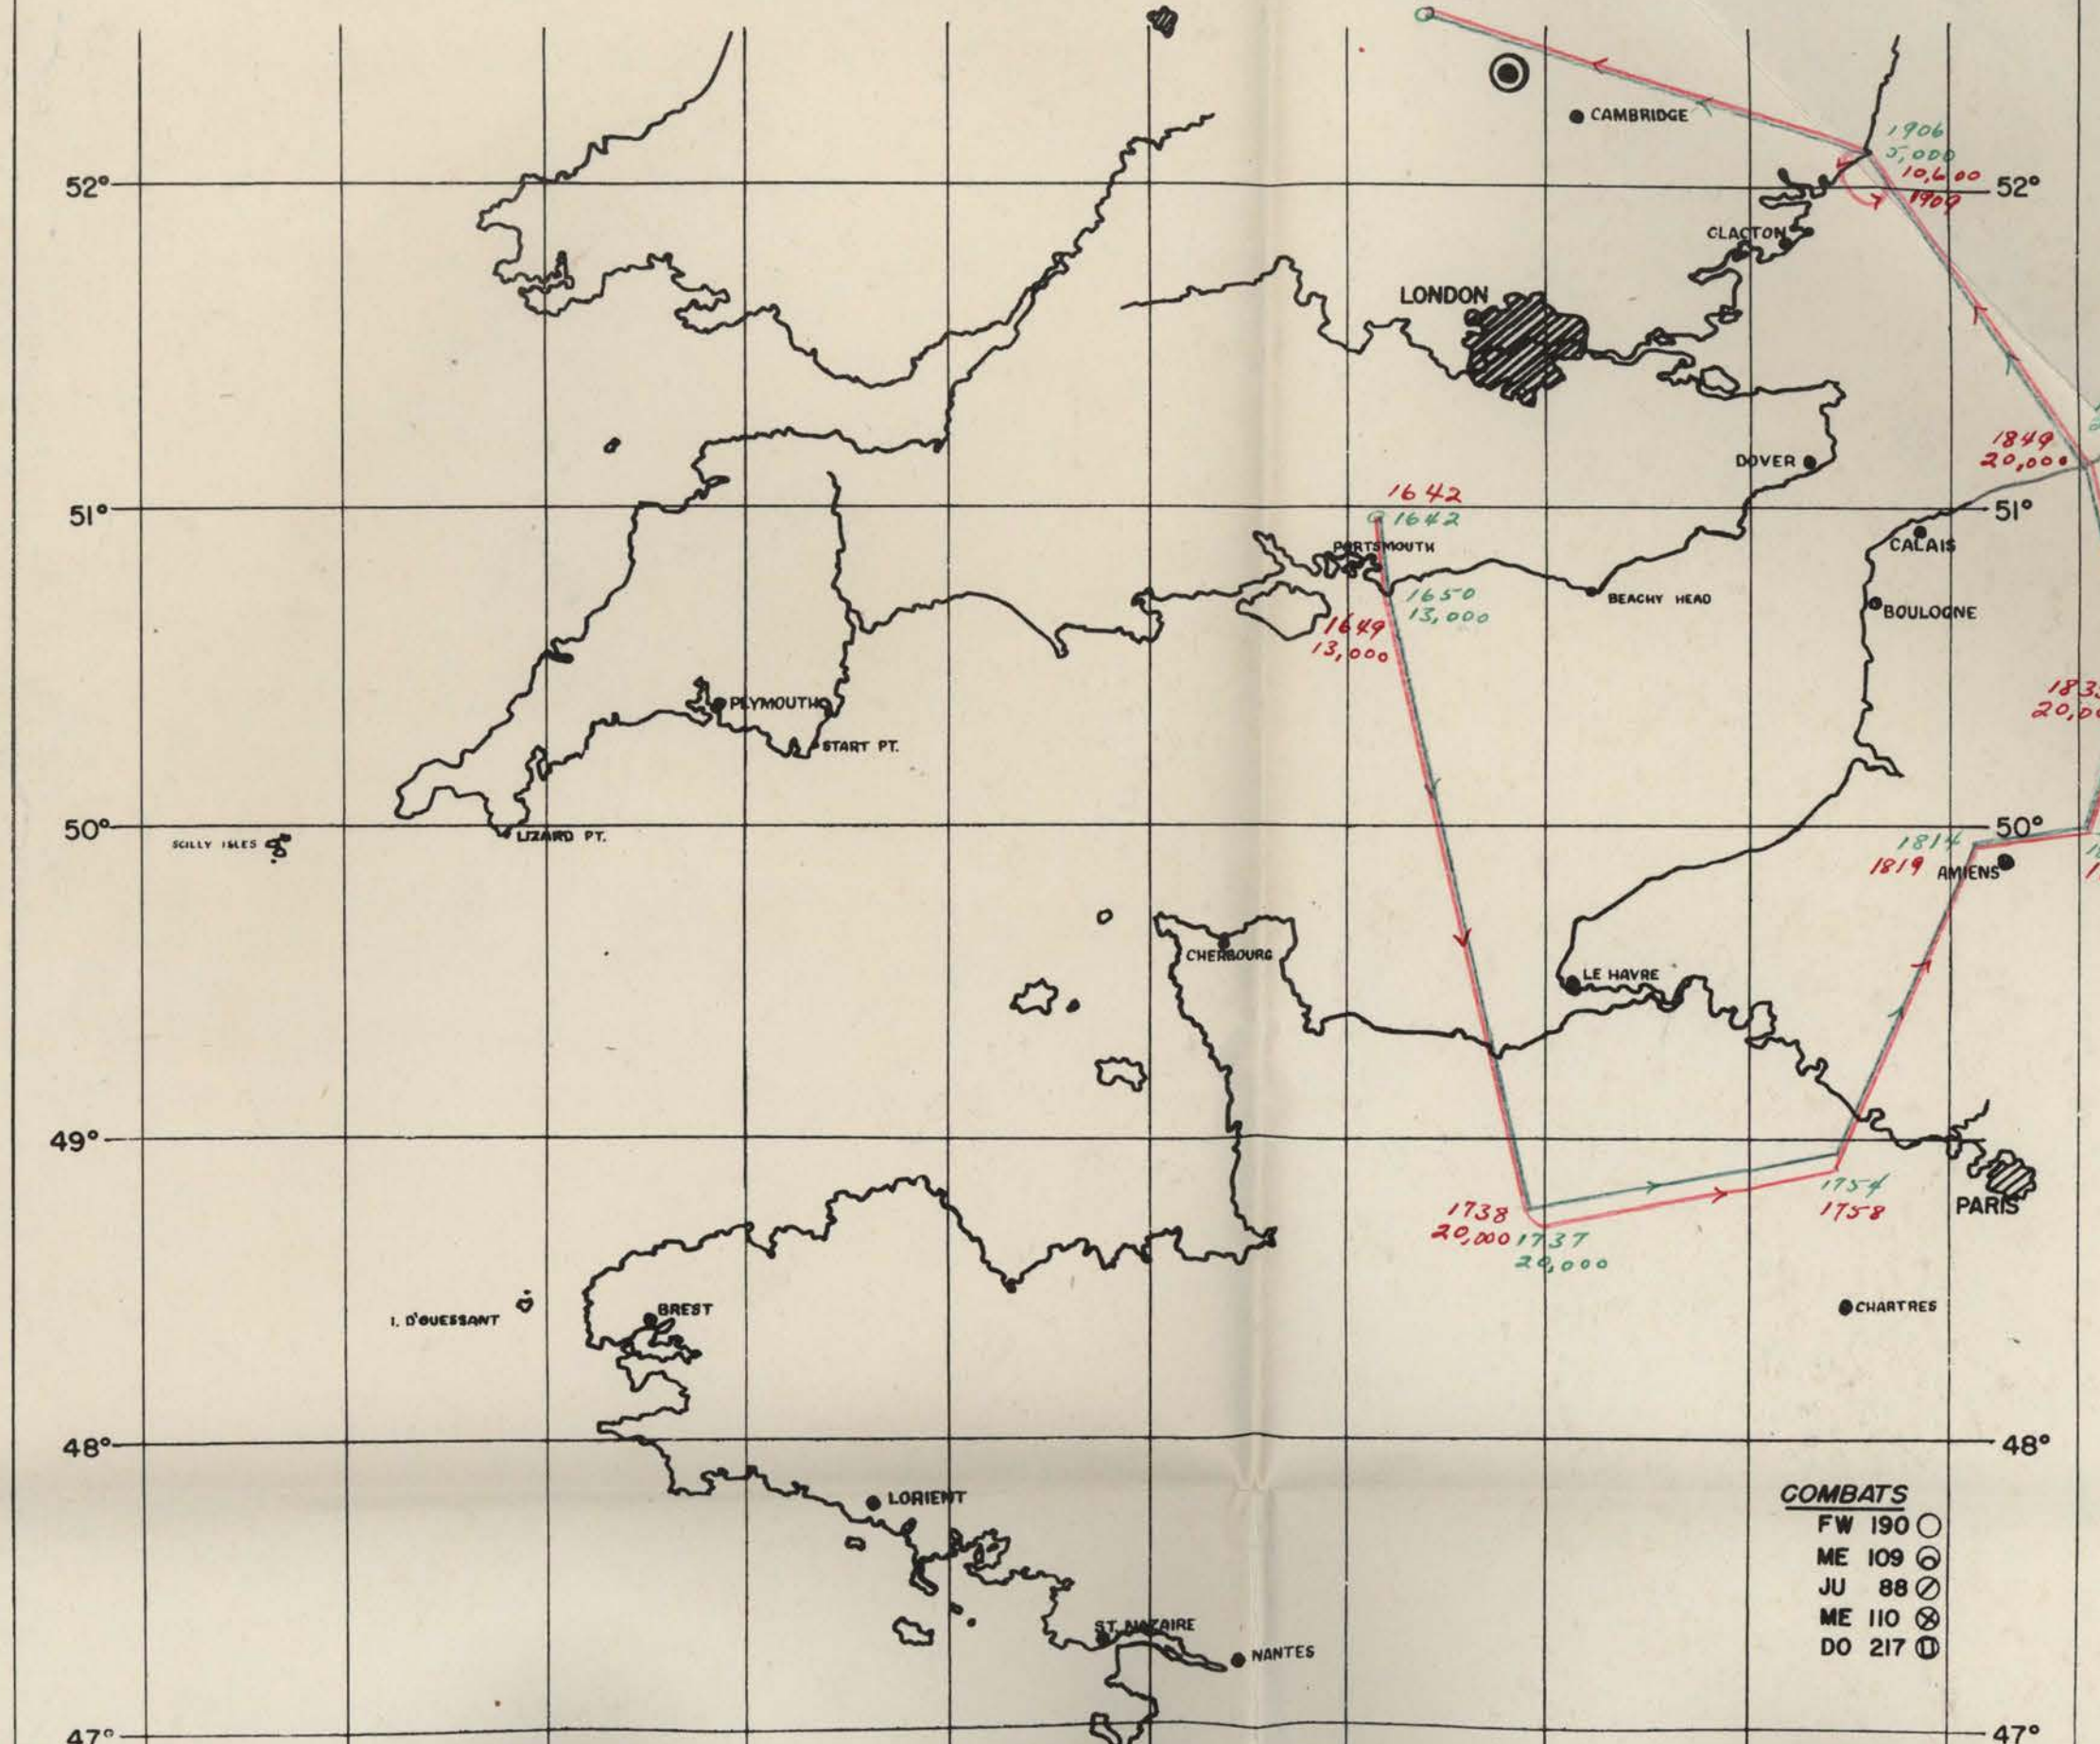 CAMBRIDGE
1906
5,000
52°
10,600
52°
1909
CLACTON
LONDON
1849
20,000
DOVER
1642
51°
1642
51°
PORTSMOUTH
CALAIS
1650
BEACHY HEAD
BOULOGNE
13,000
1649
13,000
PLYMOUTH
START PT.
50°
50°
LIZARD PT.
SCILLY ISLES
1814
1819
AMIENS
CHERBOURG
LE HAVRE
49°
1754
1758
PARIS
1738
20,000
1737
20,000
CHARTRES
BREST
I. D'OUESSANT
48°
48°
LORIENT
COMBATS
FW 190
ME 109
JU 88
ME 110
DO 217
ST. NAZAIRE
NANTES
47°
47°